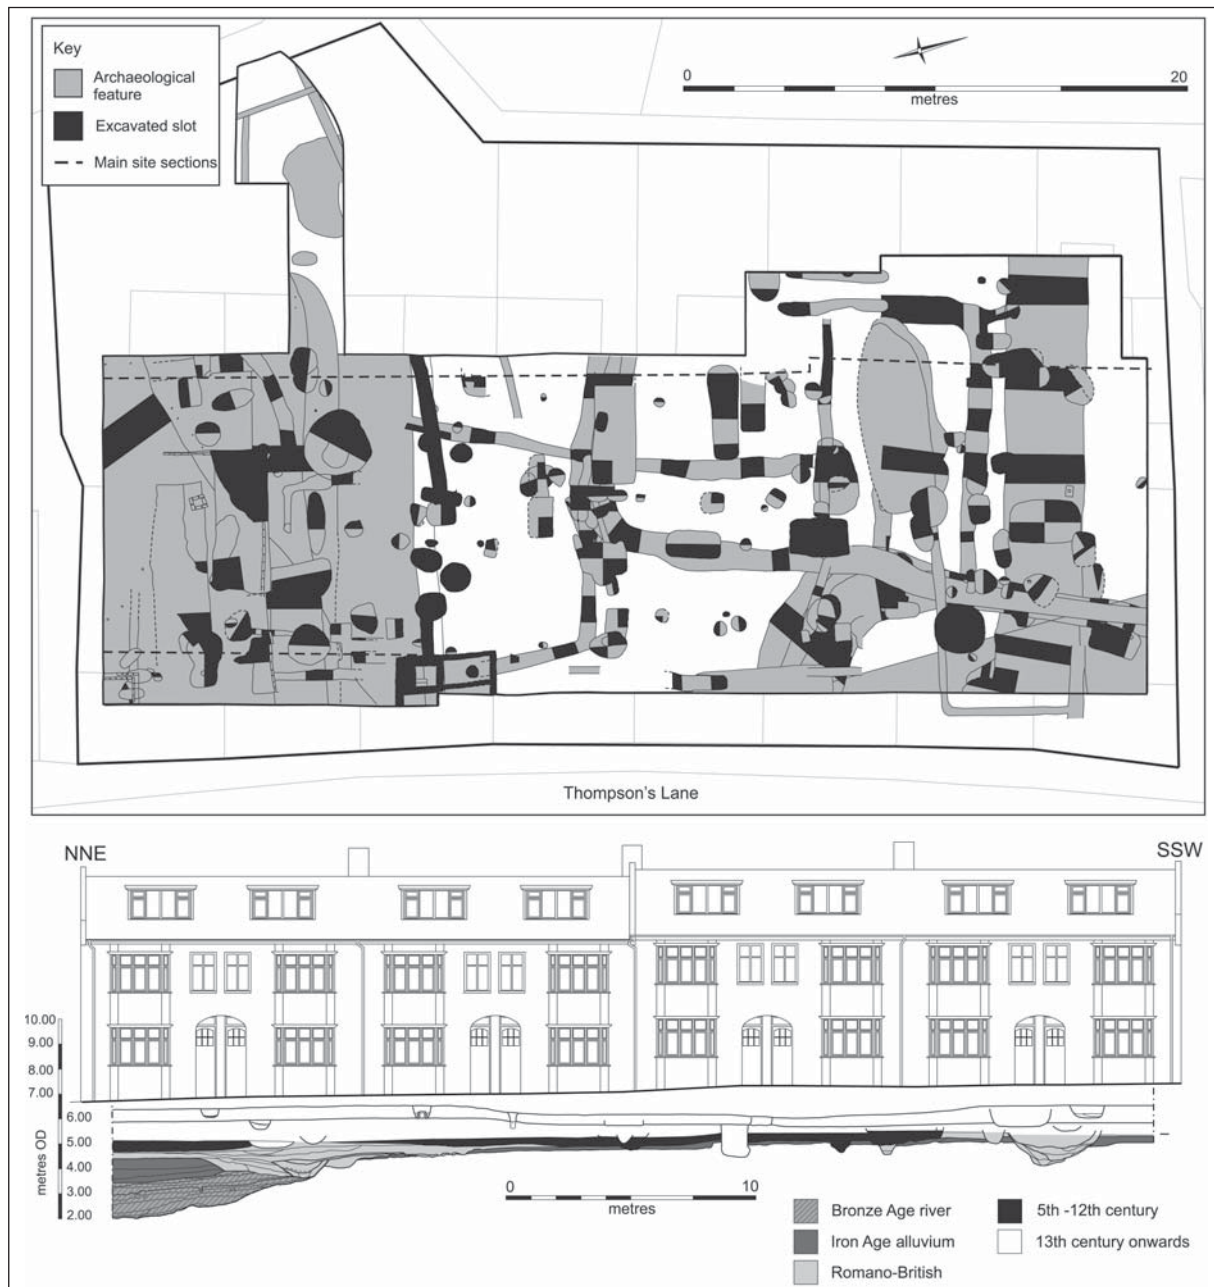 Key
Archaeological
feature
Excavated slot
Main site sections
0 20
metres
Thompson's Lane
NNE SSW
10.00
9.00
8.00
7.00
6.00
5.00
4.00
3.00
2.00
metres OD
0 10
metres
Bronze Age river
Iron Age alluvium
Romano-British
5th -12th century
13th century onwards